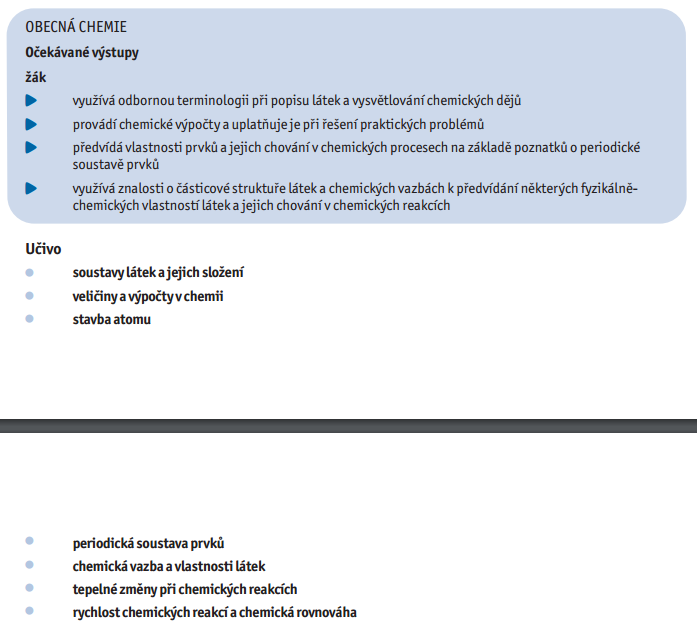 OBECNÁ CHEMIE
Očekávané výstupy
žák
využívá odbornou terminologii při popisu látek a vysvětlování chemických dějů
provádí chemické výpočty a uplatňuje je při řešení praktických problémů
předvídá vlastnosti prvků a jejich chování v chemických procesech na základě poznatků o periodické
soustavě prvků
využívá znalosti o částicové struktuře látek a chemických vazbách k předvídání některých fyzikálně-
chemických vlastností látek a jejich chování v chemických reakcích
Učivo
soustavy látek a jejich složení
veličiny a výpočty v chemii
stavba atomu
periodická soustava prvků
chemická vazba a vlastnosti látek
tepelné změny při chemických reakcích
rychlost chemických reakcí a chemická rovnováha